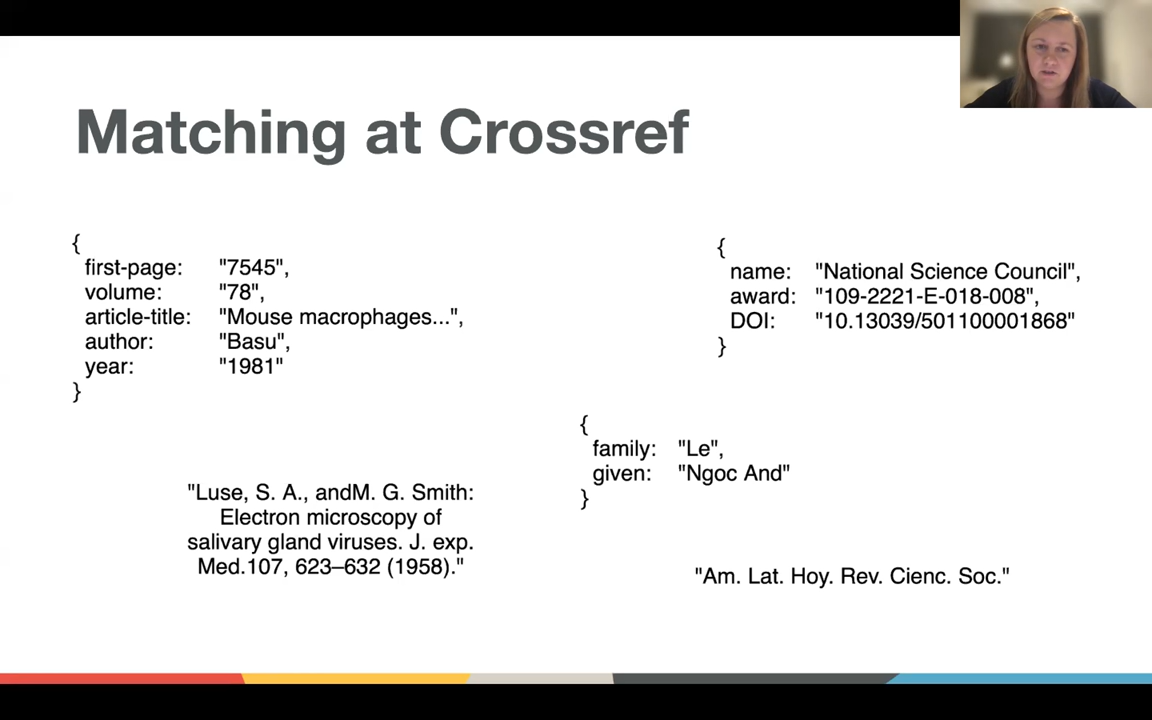 Matching at Crossref
{
first-page: "7545",
volume: "78",
article-title: "Mouse macrophages...",
author: "Basu",
year: "1981"
}
{
name: "National Science Council",
award: "109-2221-E-018-008",
DOI: "10.13039/501100001868"
}
{
family: "Le",
given: "Ngoc And"
}
"Luse, S. A., andM. G. Smith:
Electron microscopy of
salivary gland viruses. J. exp.
Med.107, 623–632 (1958)."
"Am. Lat. Hoy. Rev. Cienc. Soc."